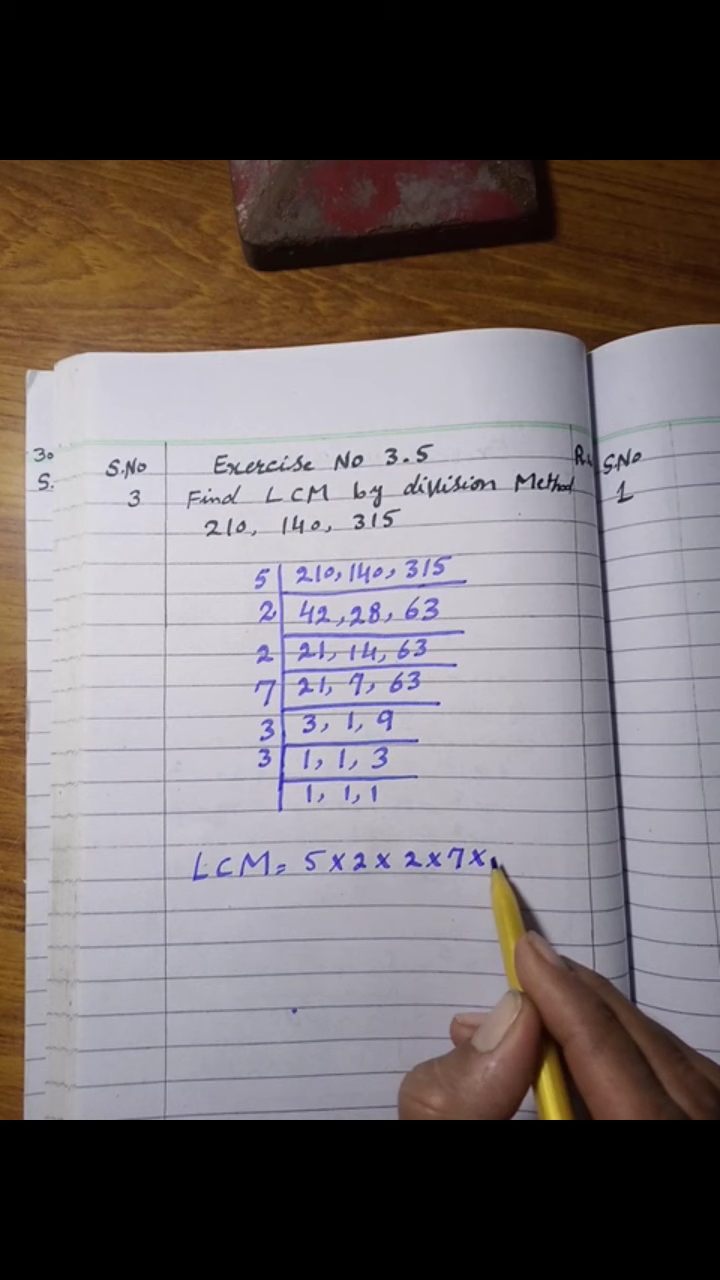 30
S.
S.No
Exercise No 3.5
R.
S.No
3
Find LCM by division Method
1
210, 140, 315
5 | 210, 140, 315
2 | 42, 28, 63
2 | 21, 14, 63
7 | 21, 7, 63
3 | 3, 1, 9
3 | 1, 1, 3
1, 1, 1
LCM = 5 × 2 × 2 × 7 ×